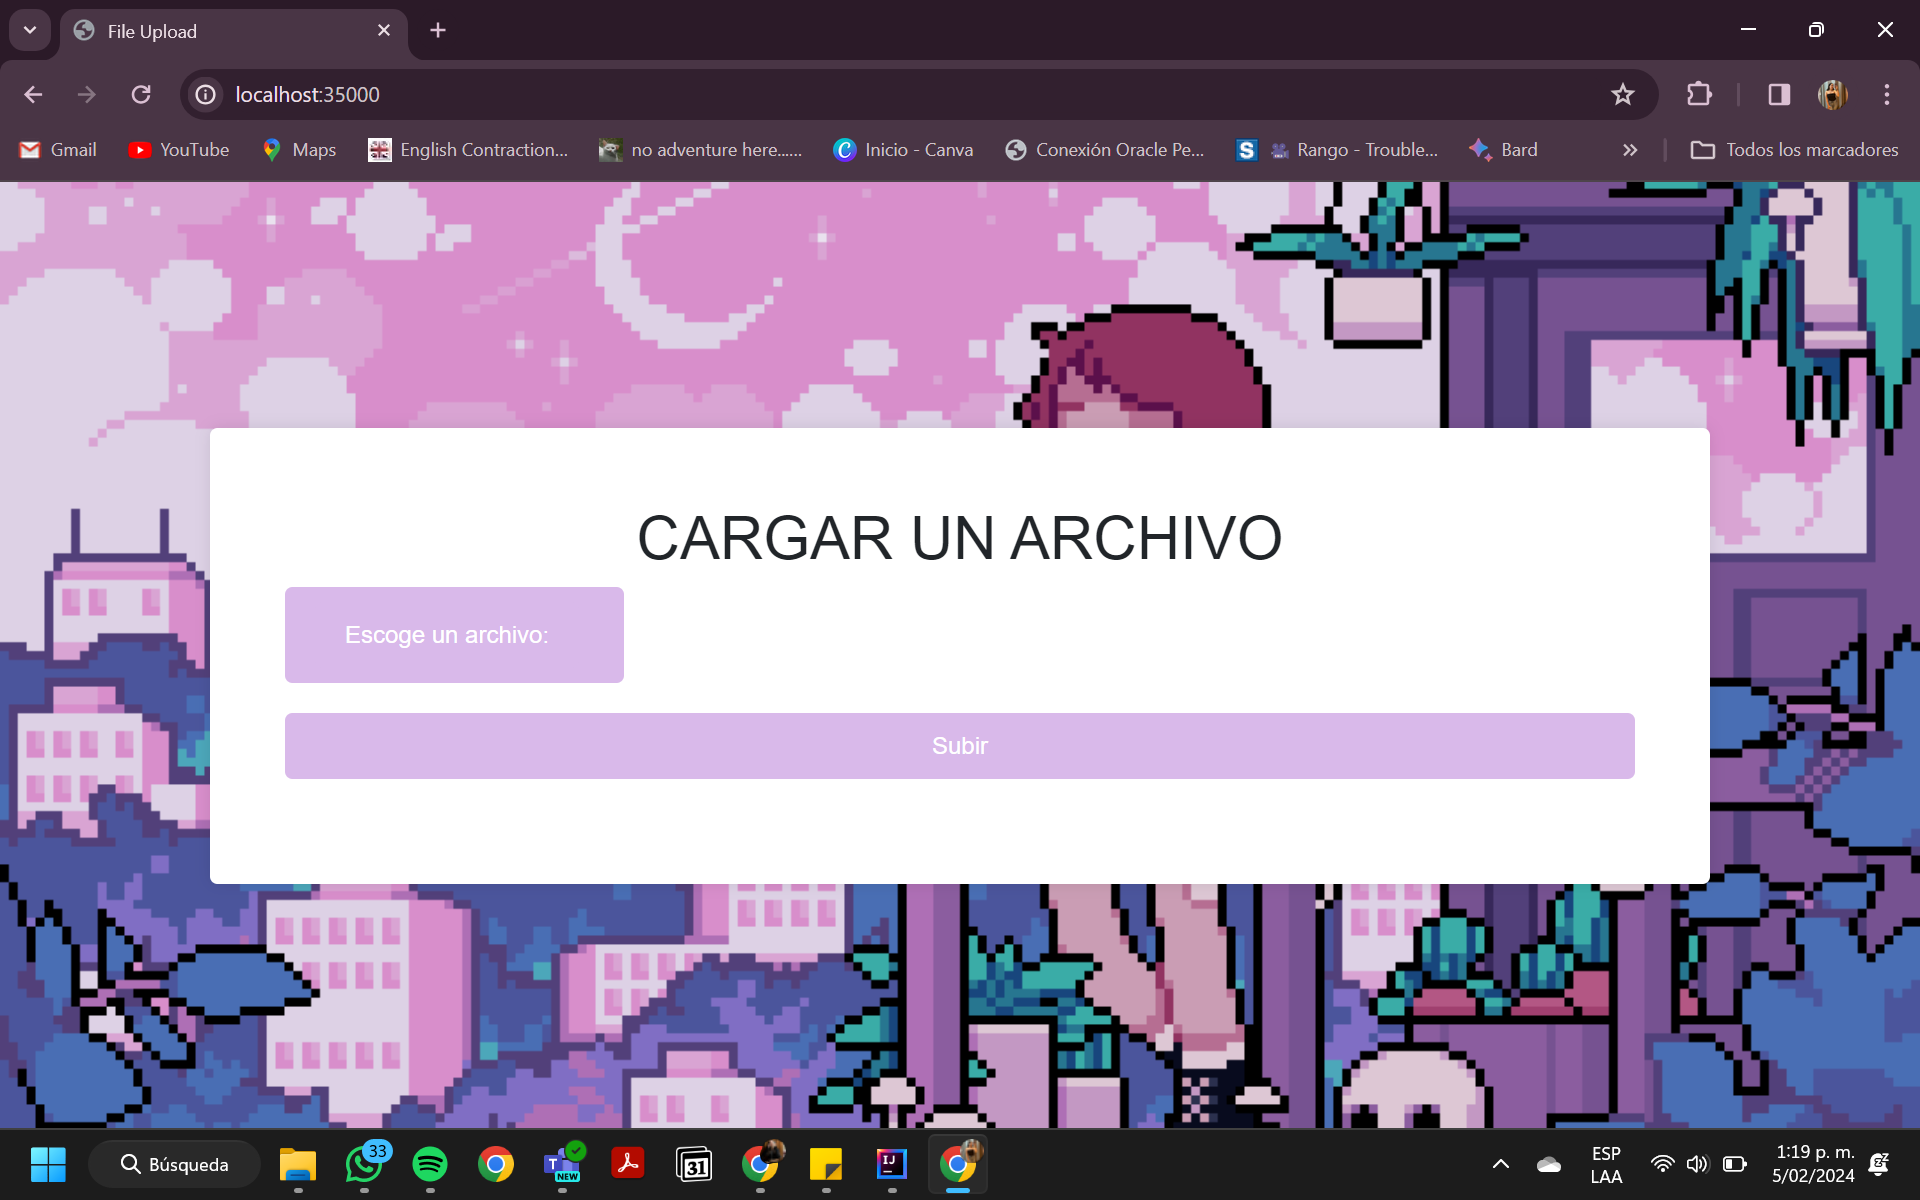 File Upload
localhost:35000
Gmail
YouTube
Maps
English Contraction...
no adventure here......
Inicio - Canva
Conexión Oracle Pe...
S
Rango - Trouble...
Bard
Todos los marcadores
CARGAR UN ARCHIVO
Escoge un archivo:
Subir
Búsqueda
33
NEW
31
IJ
ESP
LAA
1:19 p. m.
5/02/2024